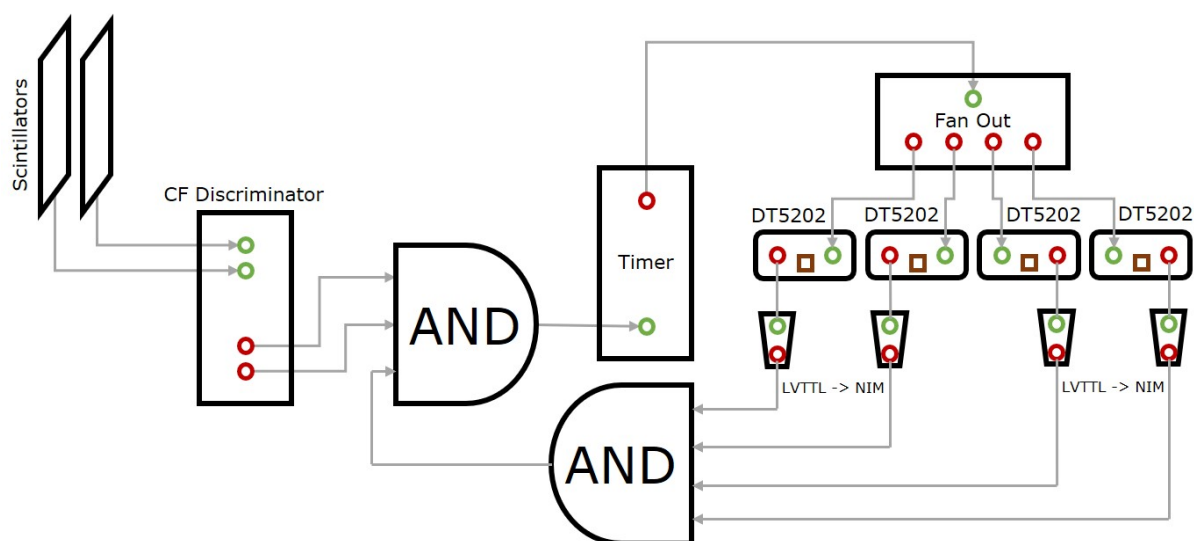 Scintillators
CF Discriminator
AND
Timer
Fan Out
DT5202
DT5202
DT5202
DT5202
LVTTL -> NIM
LVTTL -> NIM
AND